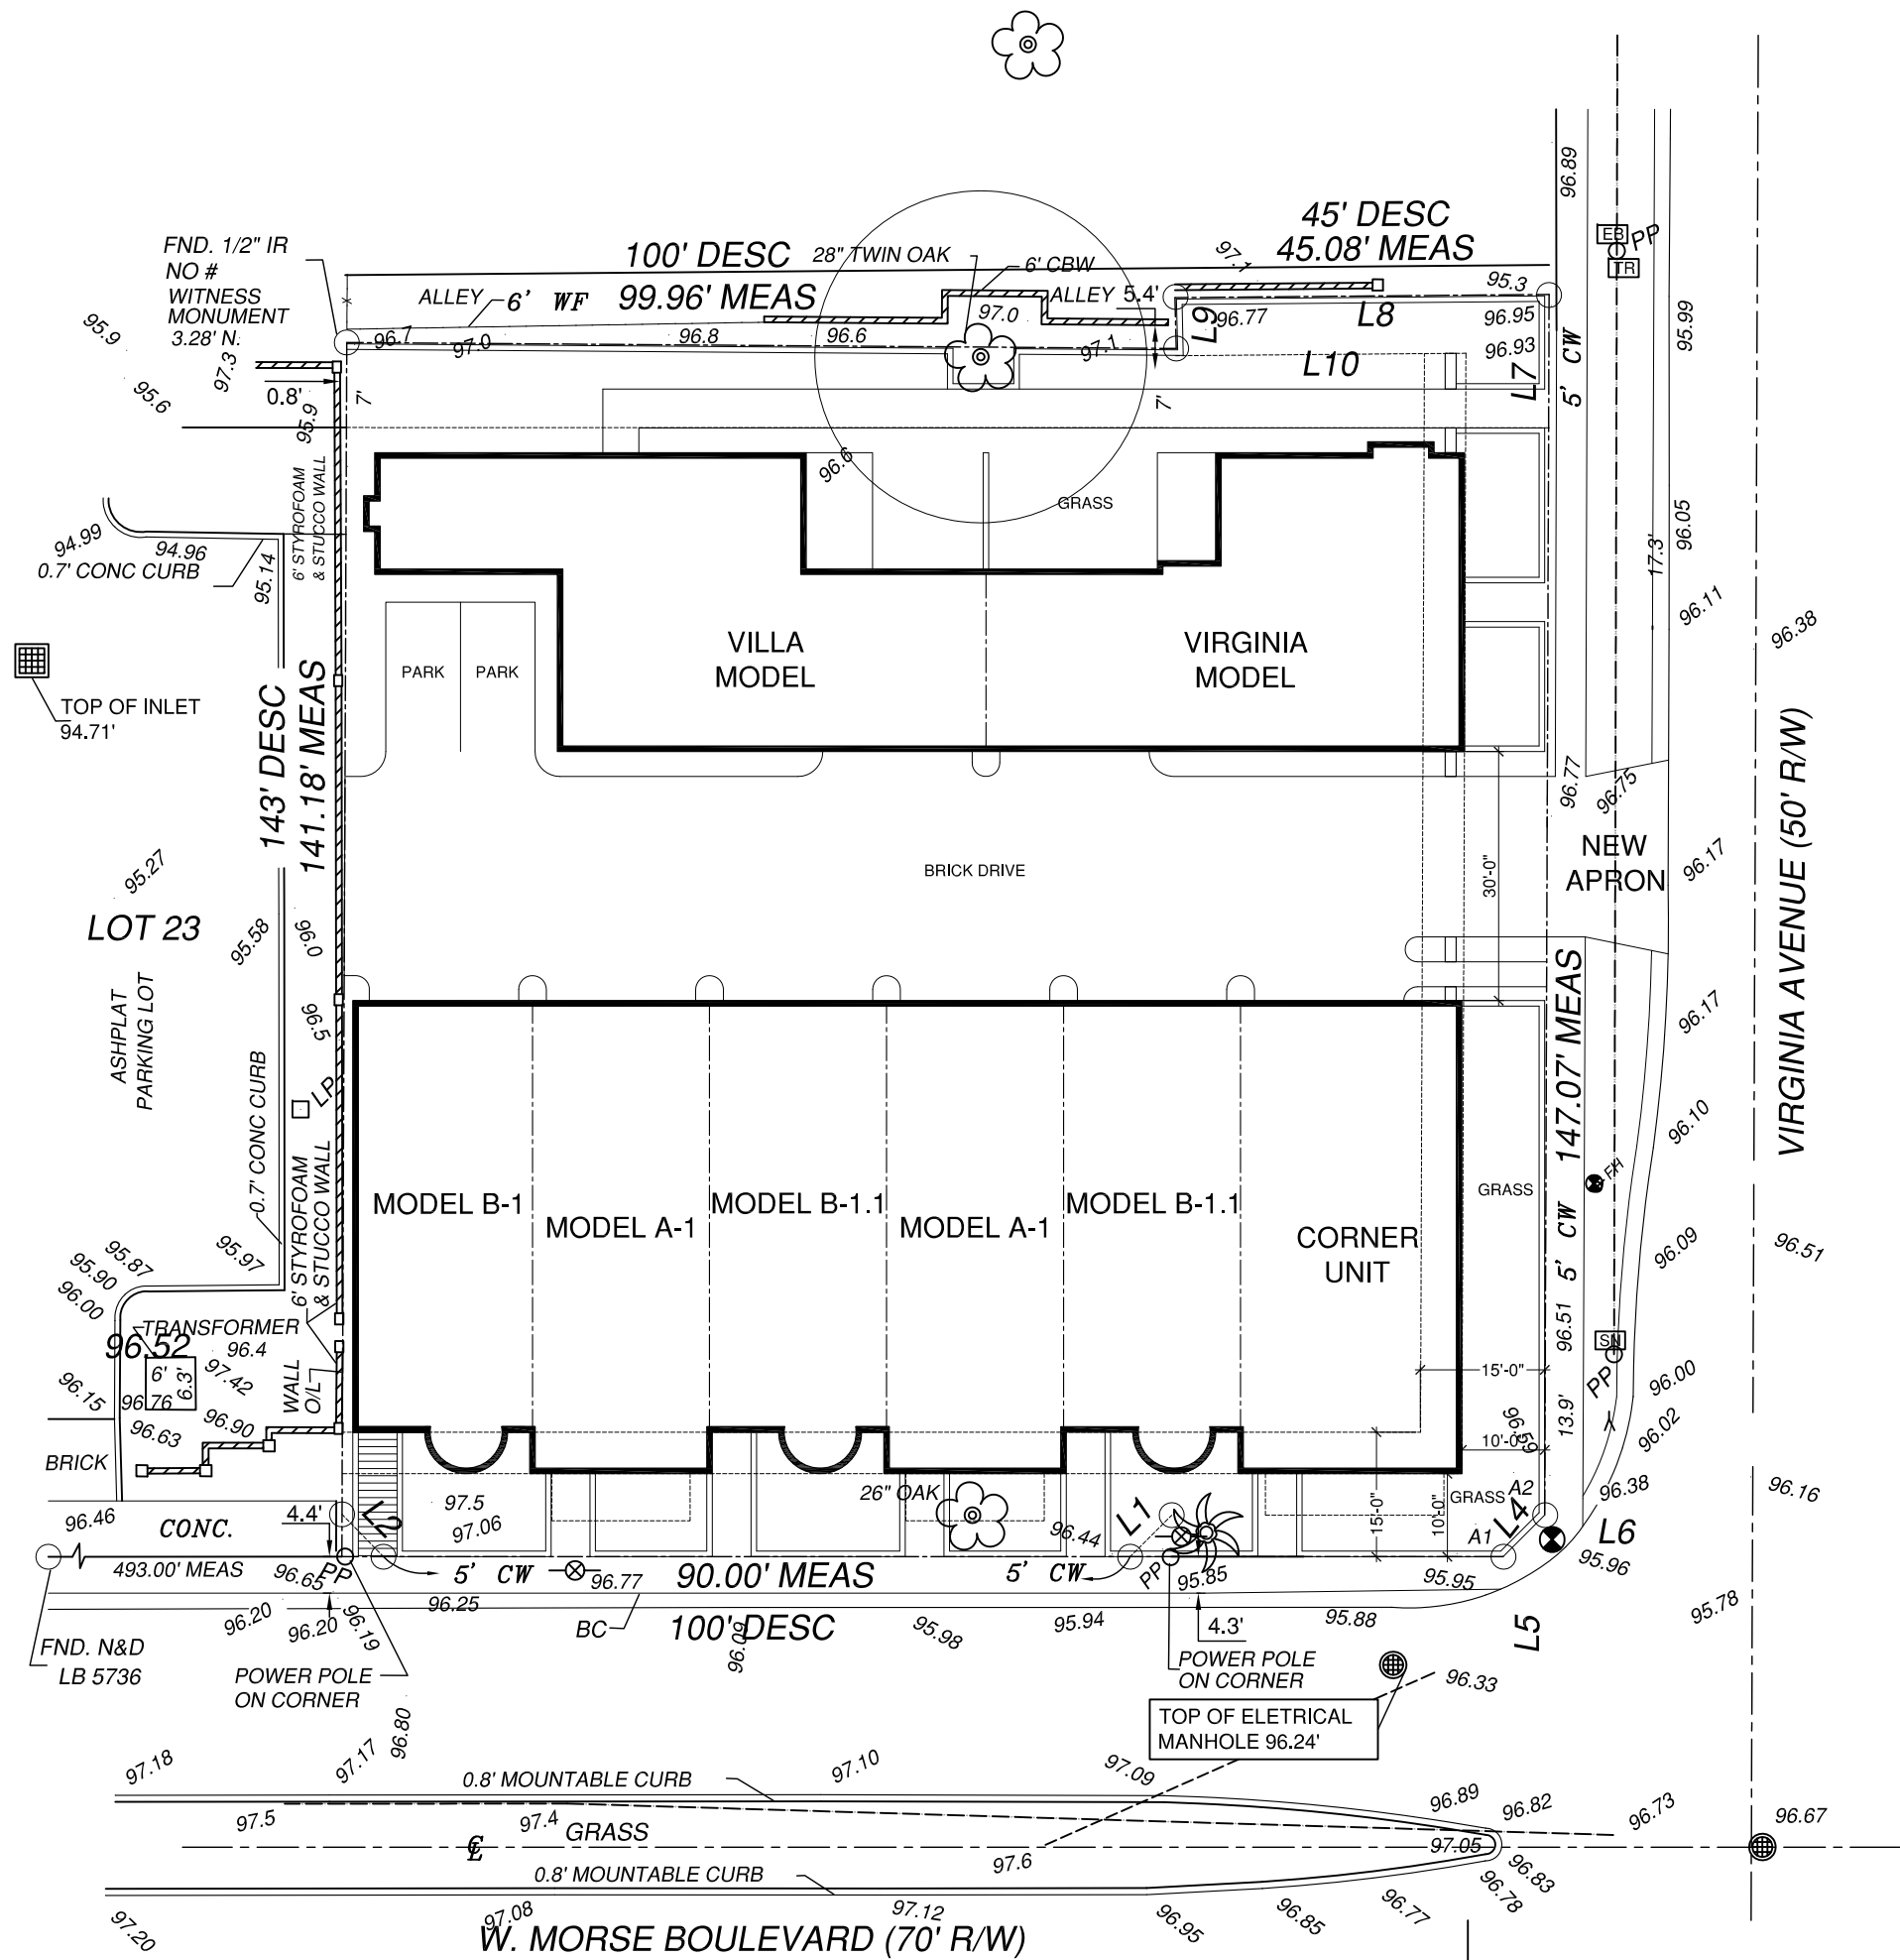 45' DESC
45.08' MEAS
100' DESC
99.96' MEAS
28" TWIN OAK
6' CBW
97.1
96.89
EB
PP
TR
FND. 1/2" IR
NO #
WITNESS
MONUMENT
3.28' N.
ALLEY
6' WF
ALLEY
5.4'
95.3
95.9
96.7
97.0
96.8
96.6
97.0
97.1
L9
96.77
L8
96.95
96.93
L10
L7
5' CW
95.99
97.3
95.6
0.8'
95.9
7'
7'
96.6
6' STYROFOAM
& STUCCO WALL
GRASS
94.99
94.96
0.7' CONC CURB
95.14
96.05
17.3'
96.11
96.38
VILLA
MODEL
VIRGINIA
MODEL
PARK
PARK
TOP OF INLET
94.71'
143' DESC
141.18' MEAS
96.77
96.75
NEW
APRON
96.17
VIRGINIA AVENUE (50' R/W)
BRICK DRIVE
30'-0"
95.27
LOT 23
95.58
96.0
96.5
ASHPLAT
PARKING LOT
147.07' MEAS
96.17
0.7' CONC CURB
LP
96.10
FH
6' STYROFOAM
& STUCCO WALL
MODEL B-1
MODEL A-1
MODEL B-1.1
MODEL A-1
MODEL B-1.1
CORNER
UNIT
GRASS
5' CW
96.09
96.51
95.97
95.87
95.90
96.00
TRANSFORMER
96.52
96.4
6'
6.3'
97.42
96.15
96.76
96.63
96.90
WALL
O/L
BRICK
96.51
SN
PP
13.9'
15'-0"
96.59
10'-0"
96.00
96.02
GRASS
A2
96.38
96.16
96.46
CONC.
4.4'
L2
97.5
97.06
26" OAK
96.44
L1
15'-0"
10'-0"
A1
L4
L6
95.96
493.00' MEAS
96.65
PP
5' CW
96.77
90.00' MEAS
5' CW
PP
95.85
95.95
96.20
96.20
96.19
96.25
BC
100' DESC
96.09
95.98
95.94
4.3'
95.88
L5
95.78
FND. N&D
LB 5736
POWER POLE
ON CORNER
POWER POLE
ON CORNER
96.33
96.80
TOP OF ELETRICAL
MANHOLE 96.24'
97.18
97.17
0.8' MOUNTABLE CURB
97.10
97.09
96.89
96.82
96.73
96.67
97.5
97.4
GRASS
97.05
97.6
0.8' MOUNTABLE CURB
96.83
96.78
97.20
97.08
97.12
96.95
96.85
96.77
W. MORSE BOULEVARD (70' R/W)